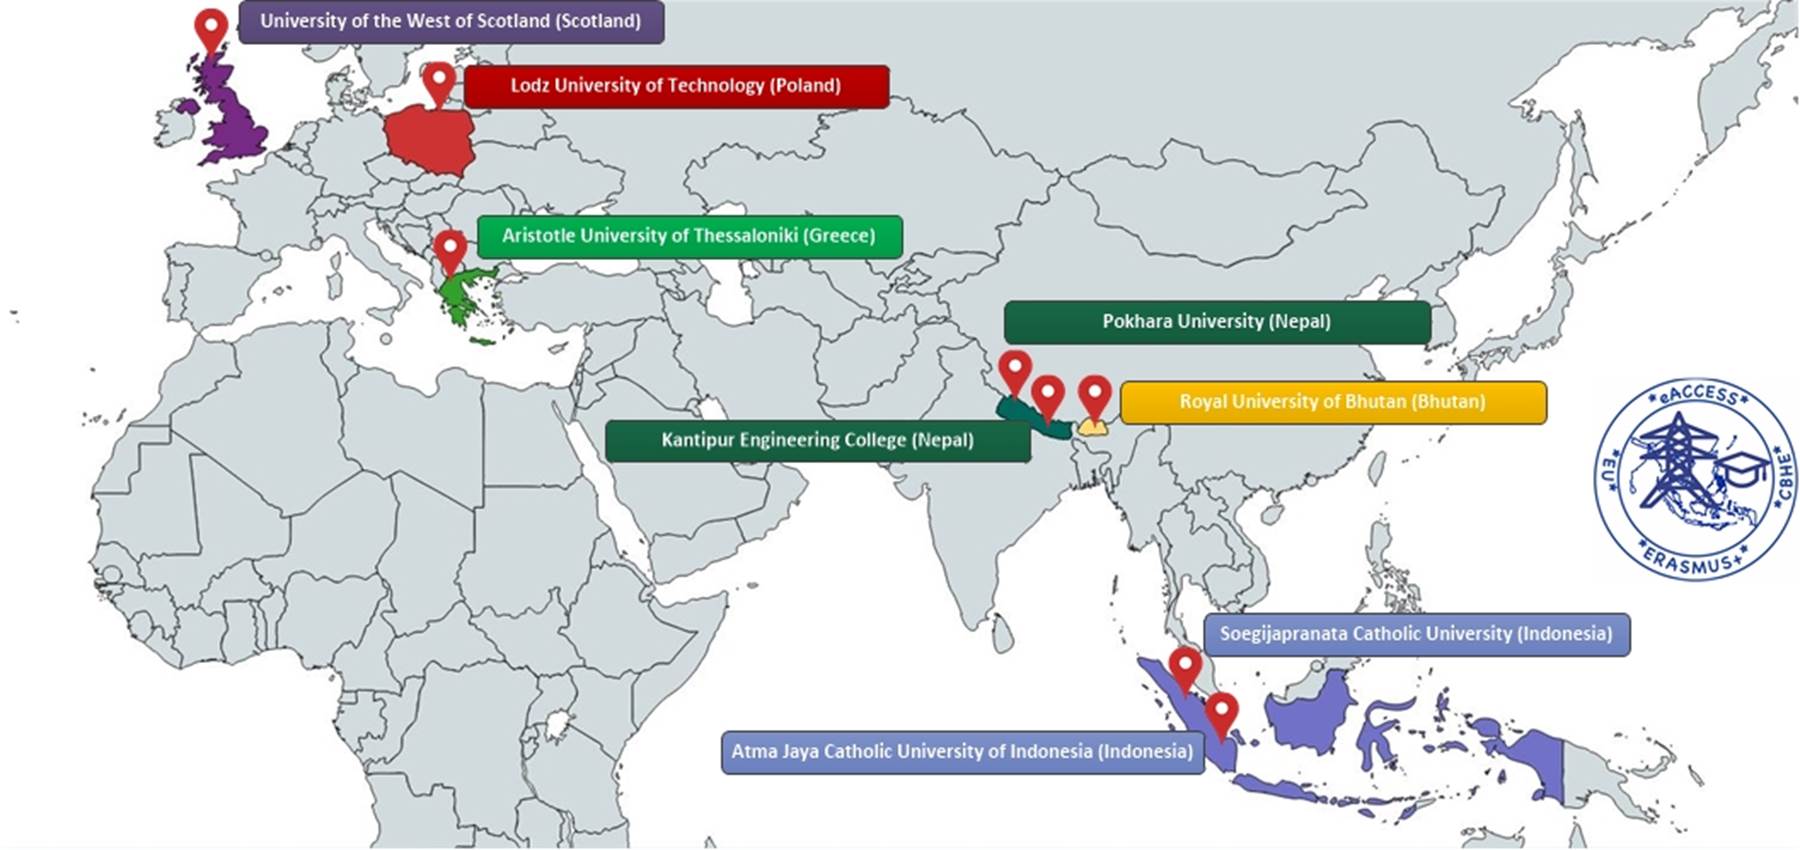 University of the West of Scotland (Scotland)
Lodz University of Technology (Poland)
Aristotle University of Thessaloniki (Greece)
Pokhara University (Nepal)
Royal University of Bhutan (Bhutan)
Kantipur Engineering College (Nepal)
*eACCESS*
*EU*
*CBHE*
*ERASMUS+*
Soegijapranata Catholic University (Indonesia)
Atma Jaya Catholic University of Indonesia (Indonesia)